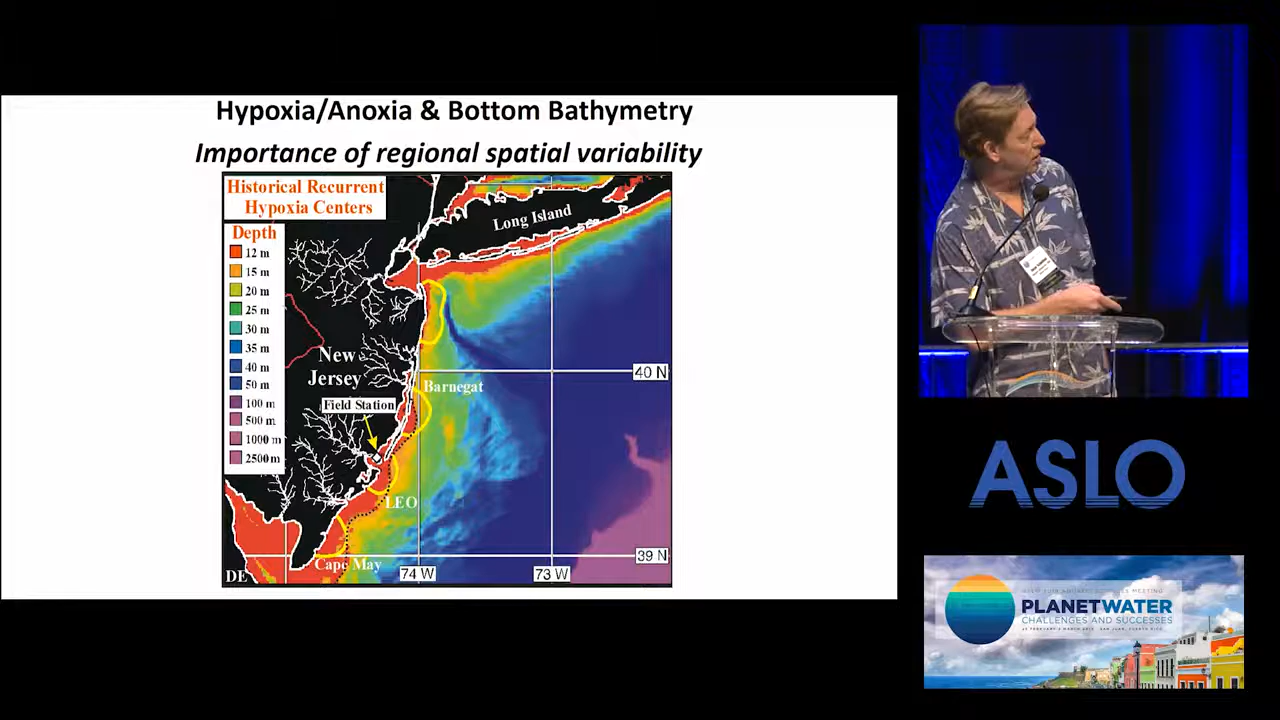 Hypoxia/Anoxia & Bottom Bathymetry
Importance of regional spatial variability
Historical Recurrent
Hypoxia Centers
Depth
12 m
15 m
20 m
25 m
30 m
35 m
40 m
50 m
100 m
500 m
1000 m
2500 m
Long Island
New
Jersey
Field Station
Barnegat
40 N
LEO
Cape May
39 N
DE
74 W
73 W
ASLO
PLANETWATER
CHALLENGES AND SUCCESSES